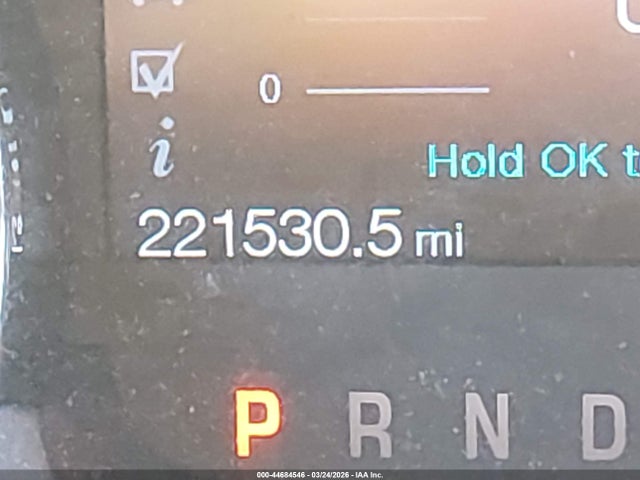 0
Hold OK t
i
221530.5 mi
P R N D
000-44684546 - 03/24/2026 - IAA Inc.